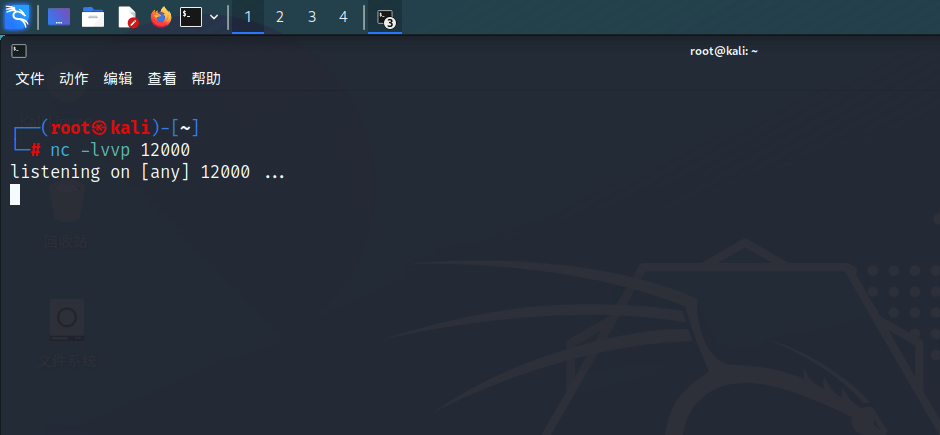 1 2 3 4 3
root@kali: ~
文件 动作 编辑 查看 帮助
┌──(root㉿kali)-[~]
└─# nc -lvvp 12000
listening on [any] 12000 ...
回收站
文件系统